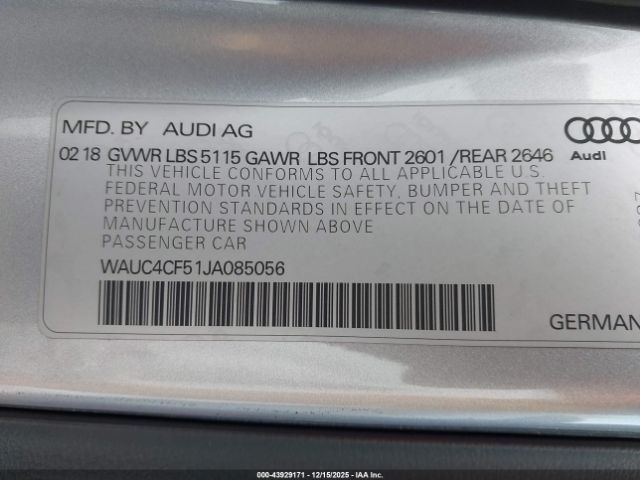 MFD. BY AUDI AG
02 18 GVWR LBS 5115 GAWR LBS FRONT 2601 /REAR 2646
Audi
THIS VEHICLE CONFORMS TO ALL APPLICABLE U.S.
FEDERAL MOTOR VEHICLE SAFETY, BUMPER AND THEFT
PREVENTION STANDARDS IN EFFECT ON THE DATE OF
MANUFACTURE SHOWN ABOVE
PASSENGER CAR
WAUC4CF51JA085056
GERMAN
000-43929171 - 12/15/2025 - IAA Inc.